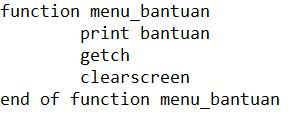 function menu_bantuan
print bantuan
getch
clearscreen
end of function menu_bantuan